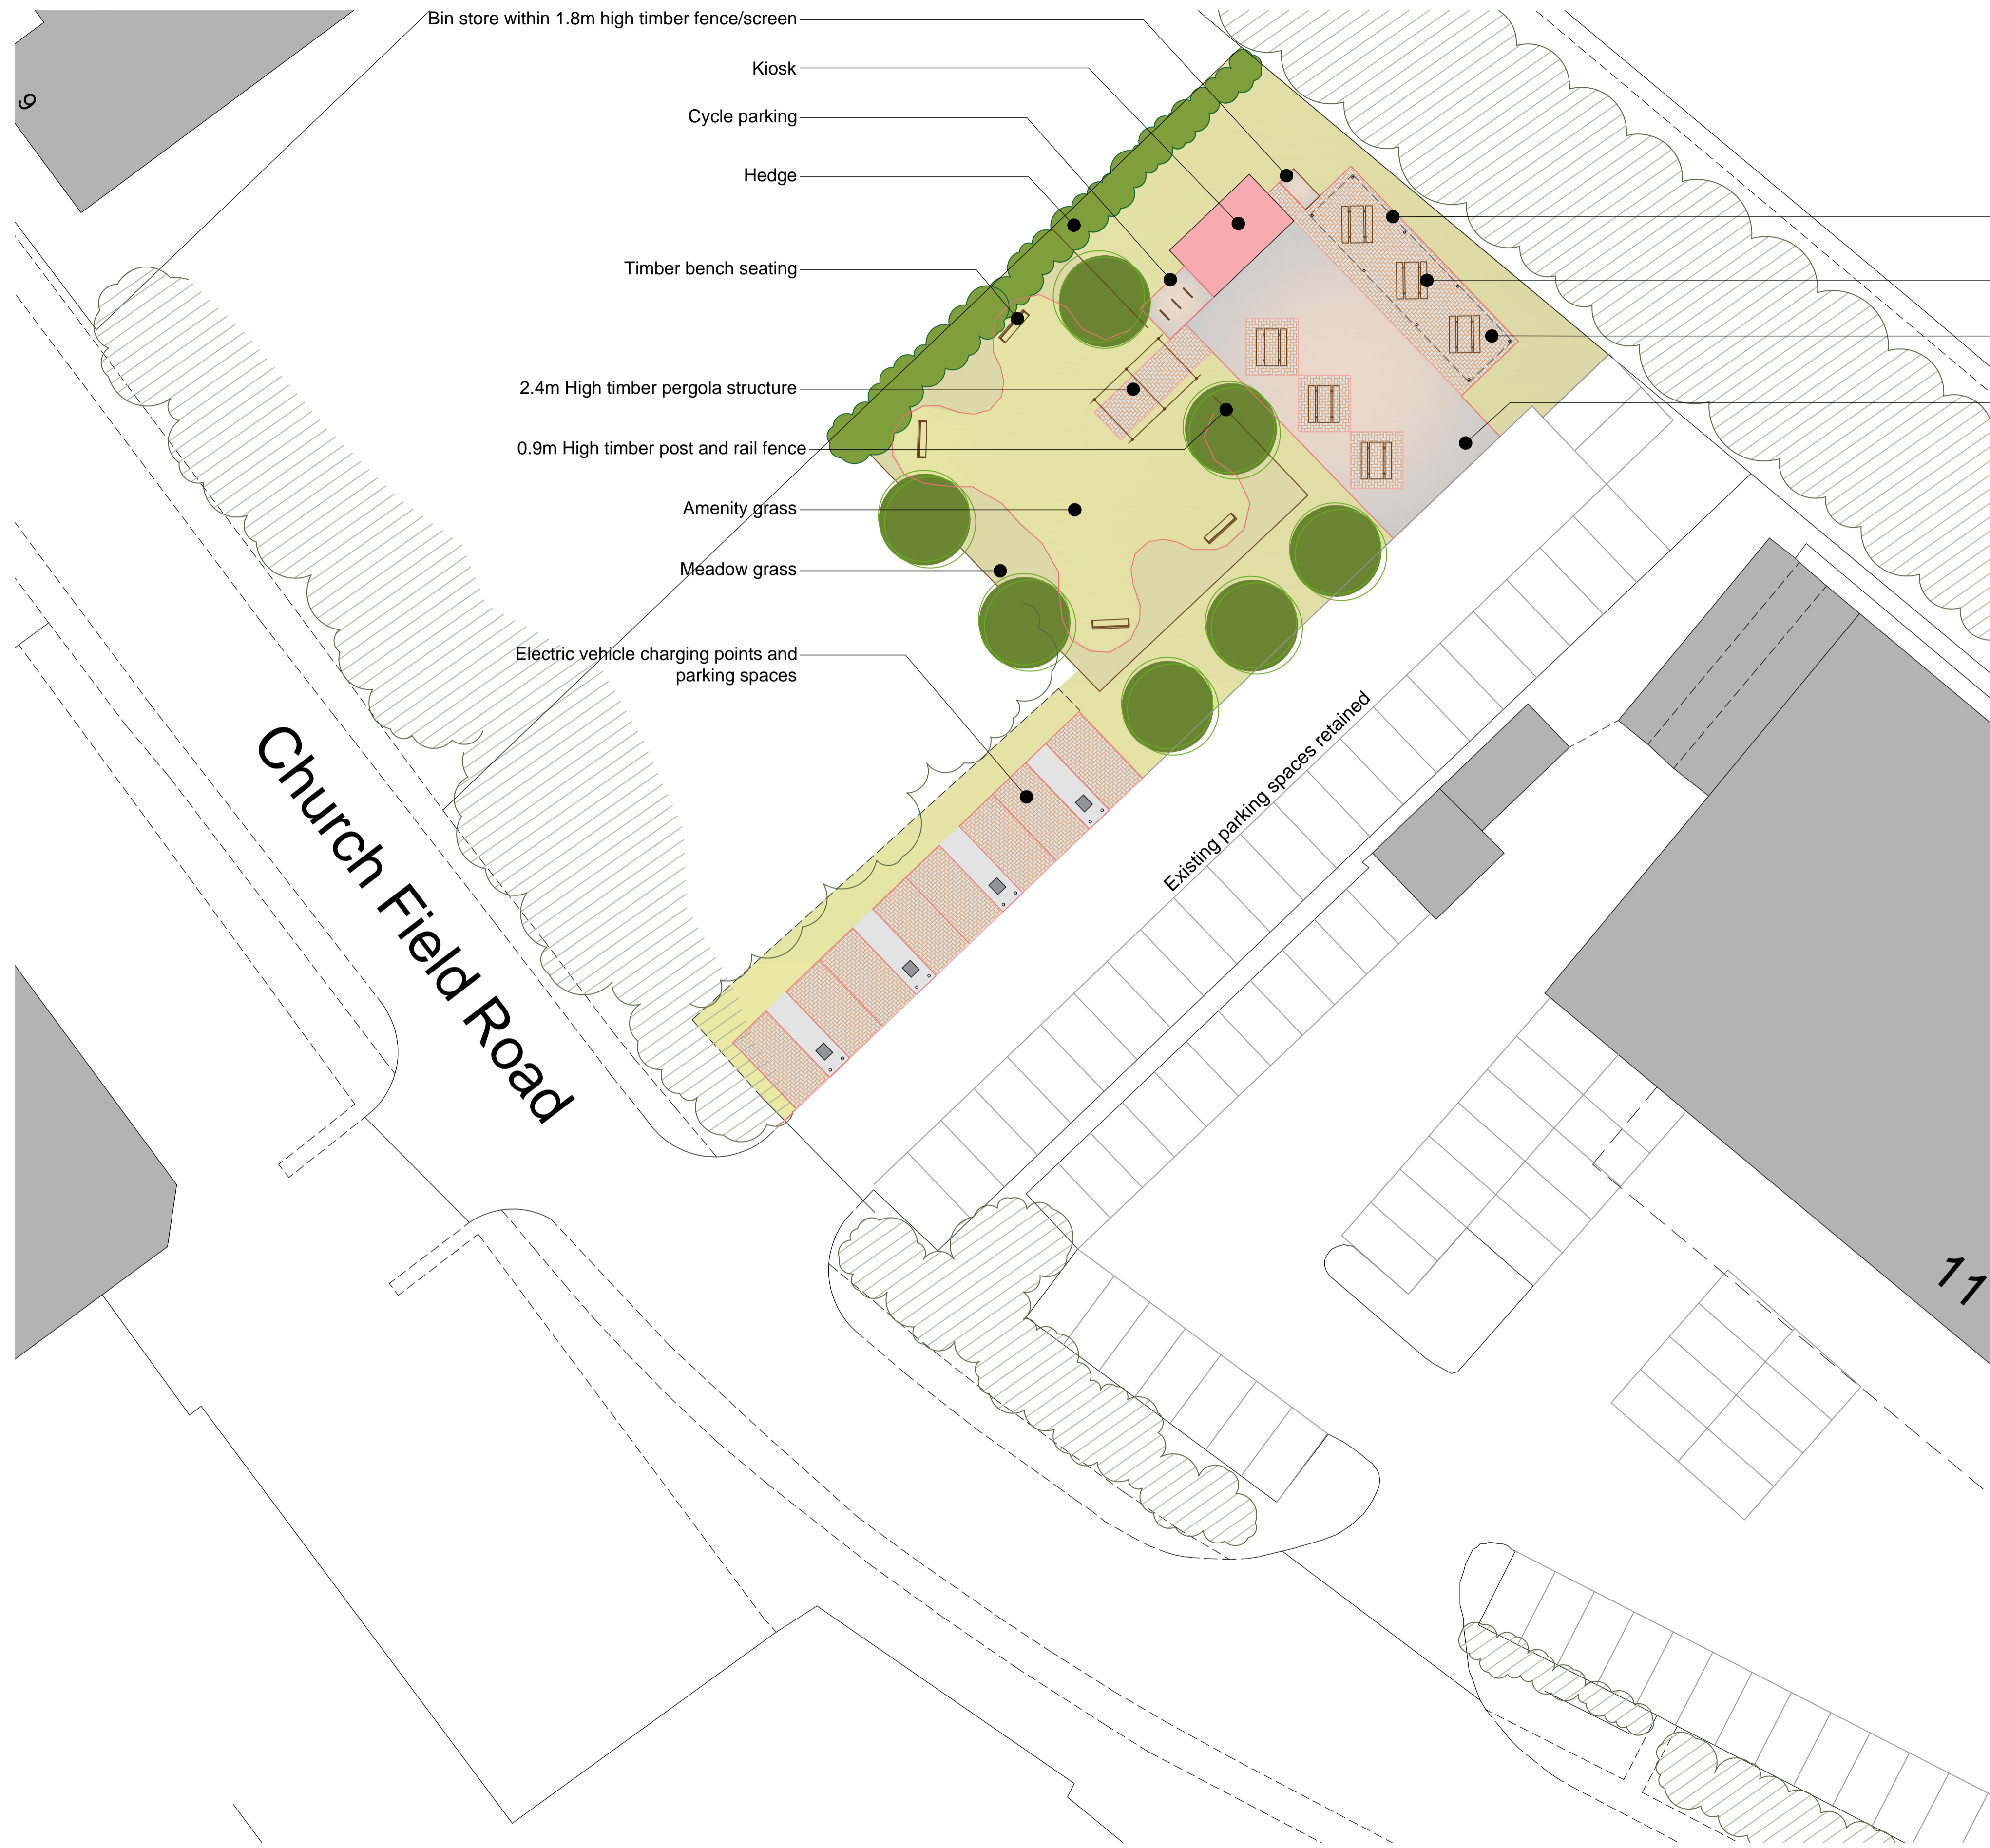 Bin store within 1.8m high timber fence/screen
Kiosk
9
Cycle parking
Hedge
Timber bench seating
2.4m High timber pergola structure
0.9m High timber post and rail fence
Amenity grass
Meadow grass
Electric vehicle charging points and
parking spaces
Existing parking spaces retained
Church Field Road
11